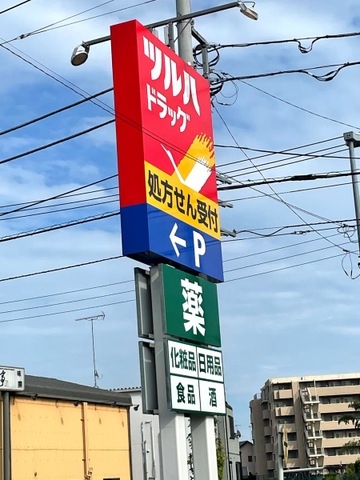 ツルハ
ドラッグ
処方せん受付
←P
薬
化粧品 日用品
食品 酒